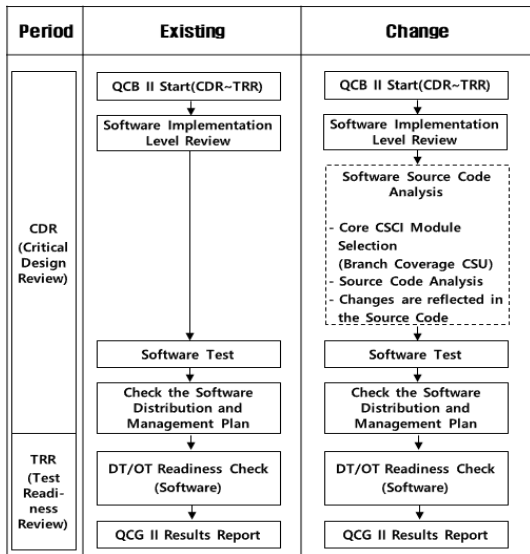 Period
Existing
Change
CDR
(Critical
Design
Review)
TRR
(Test
Readi-
ness
Review)
QCB II Start(CDR~TRR)
Software Implementation
Level Review
Software Test
Check the Software
Distribution and
Management Plan
DT/OT Readiness Check
(Software)
QCG II Results Report
QCB II Start(CDR~TRR)
Software Implementation
Level Review
Software Source Code
Analysis
- Core CSCI Module
Selection
(Branch Coverage CSU)
- Source Code Analysis
- Changes are reflected in
the Source Code
Software Test
Check the Software
Distribution and
Management Plan
DT/OT Readiness Check
(Software)
QCG II Results Report